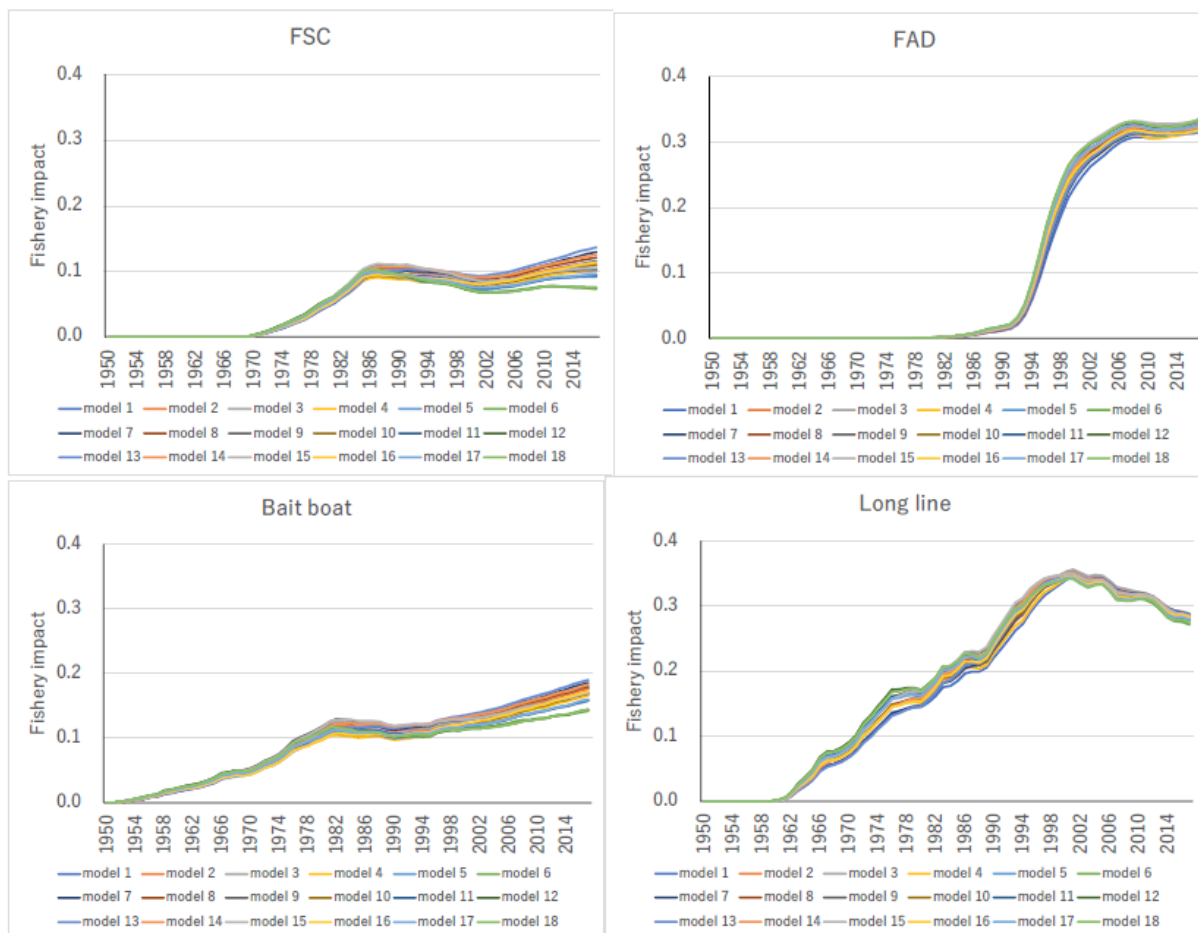 FSC
Fishery impact
0.4
0.3
0.2
0.1
0.0
1950 1954 1958 1962 1966 1970 1974 1978 1982 1986 1990 1994 1998 2002 2006 2010 2014
model 1 model 2 model 3 model 4 model 5 model 6
model 7 model 8 model 9 model 10 model 11 model 12
model 13 model 14 model 15 model 16 model 17 model 18
FAD
Fishery impact
0.4
0.3
0.2
0.1
0.0
1950 1954 1958 1962 1966 1970 1974 1978 1982 1986 1990 1994 1998 2002 2006 2010 2014
model 1 model 2 model 3 model 4 model 5 model 6
model 7 model 8 model 9 model 10 model 11 model 12
model 13 model 14 model 15 model 16 model 17 model 18
Bait boat
Fishery impact
0.4
0.3
0.2
0.1
0.0
1950 1954 1958 1962 1966 1970 1974 1978 1982 1986 1990 1994 1998 2002 2006 2010 2014
model 1 model 2 model 3 model 4 model 5 model 6
model 7 model 8 model 9 model 10 model 11 model 12
model 13 model 14 model 15 model 16 model 17 model 18
Long line
Fishery impact
0.4
0.3
0.2
0.1
0.0
1950 1954 1958 1962 1966 1970 1974 1978 1982 1986 1990 1994 1998 2002 2006 2010 2014
model 1 model 2 model 3 model 4 model 5 model 6
model 7 model 8 model 9 model 10 model 11 model 12
model 13 model 14 model 15 model 16 model 17 model 18